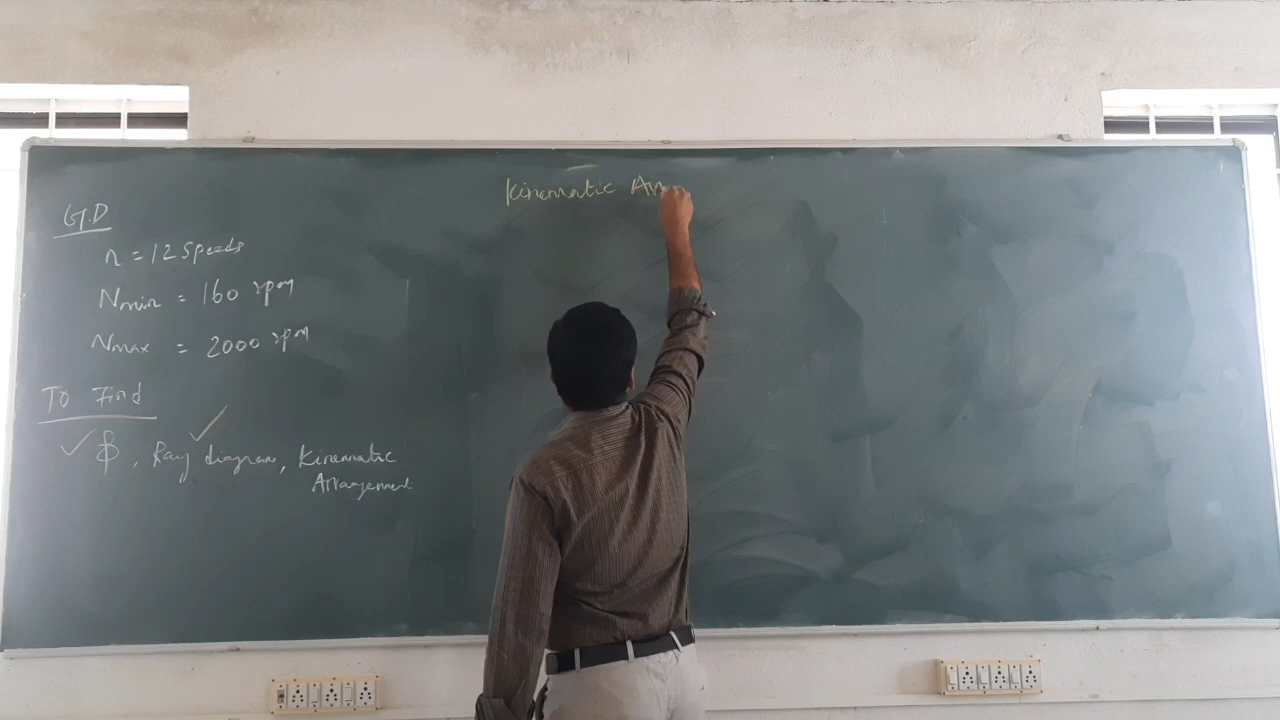 G.D
n = 12 Speeds
Nmin = 160 rpm
Nmax = 2000 rpm
To Find
✓ ϕ, Ray diagram, Kinematic ✓
Arrangement
Kinematic Arr